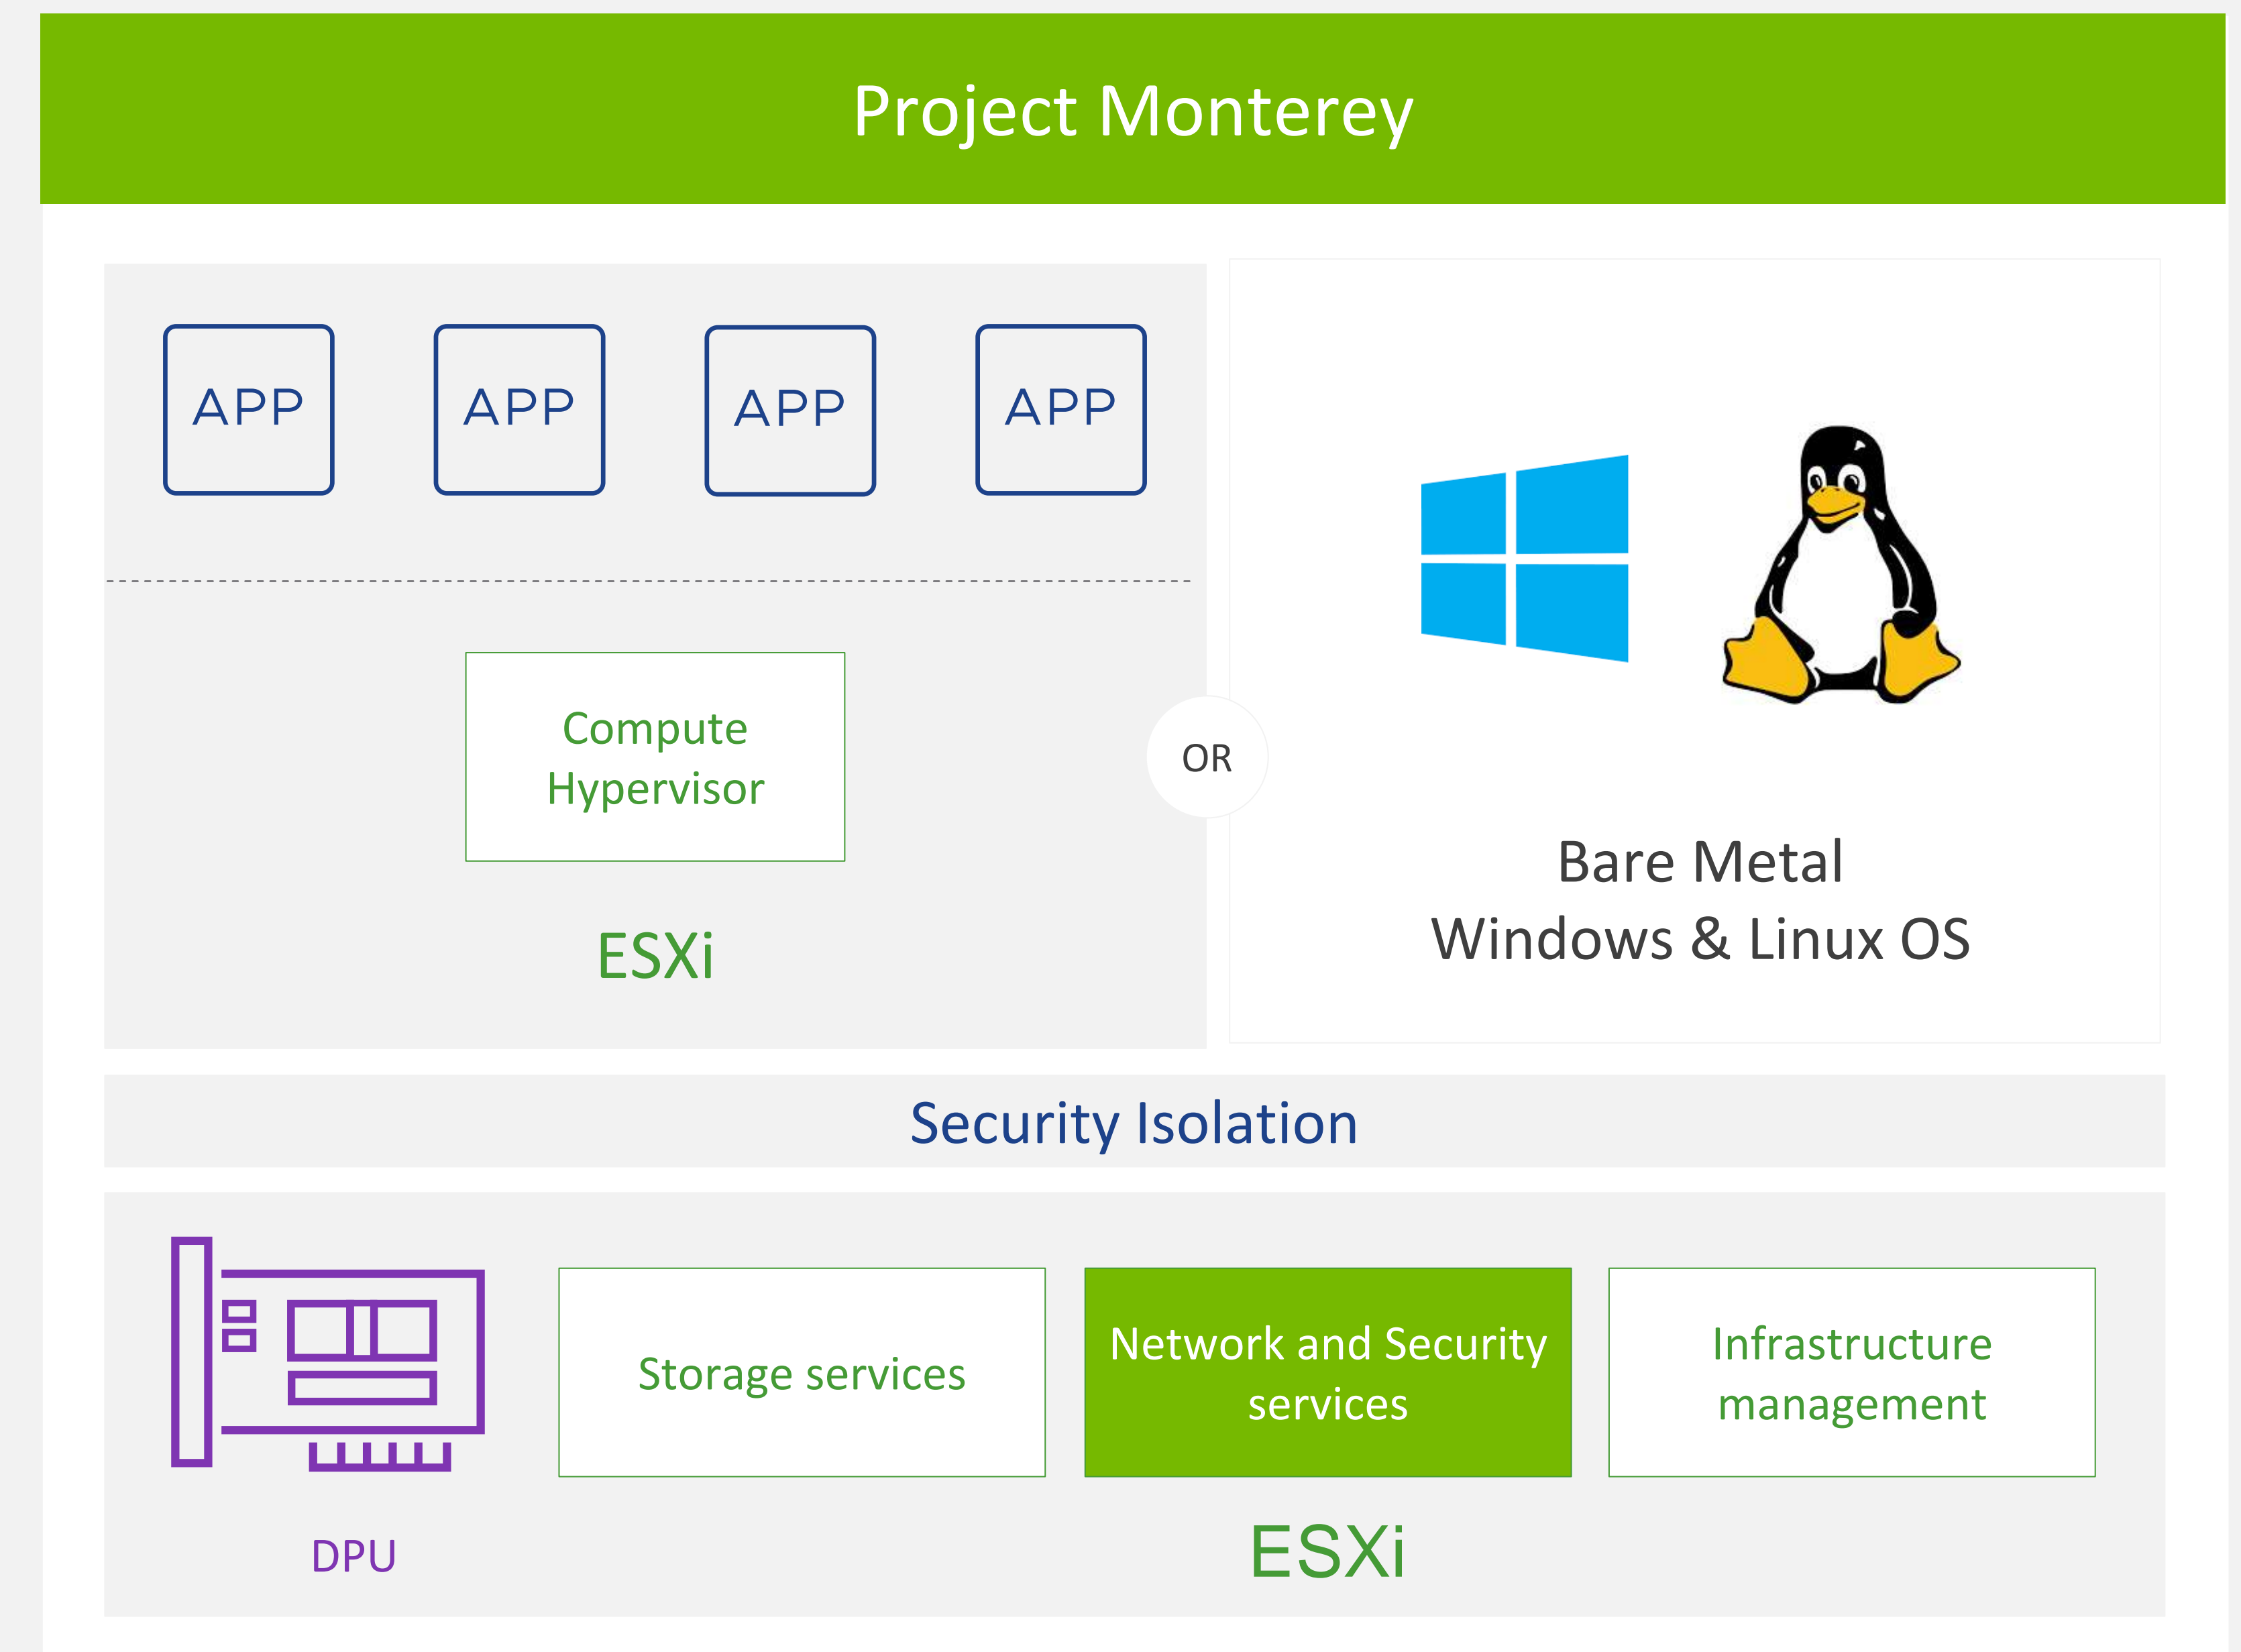 Project Monterey
APP
APP
APP
APP
Compute
Hypervisor
ESXi
OR
Bare Metal
Windows & Linux OS
Security Isolation
DPU
Storage services
Network and Security
services
Infrastructure
management
ESXi